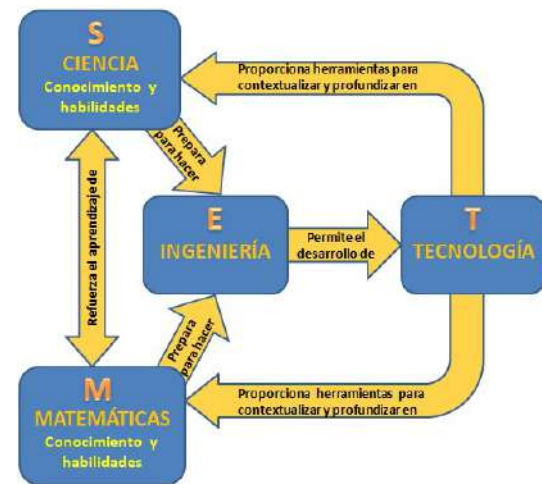 S
CIENCIA
Conocimiento y
habilidades
Proporciona herramientas para
contextualizar y profundizar en
Prepara
para hacer
Refuerza el aprendizaje de
E
INGENIERÍA
Permite el
desarrollo de
T
TECNOLOGÍA
Prepara
para hacer
M
MATEMÁTICAS
Conocimiento y
habilidades
Proporciona herramientas para
contextualizar y profundizar en